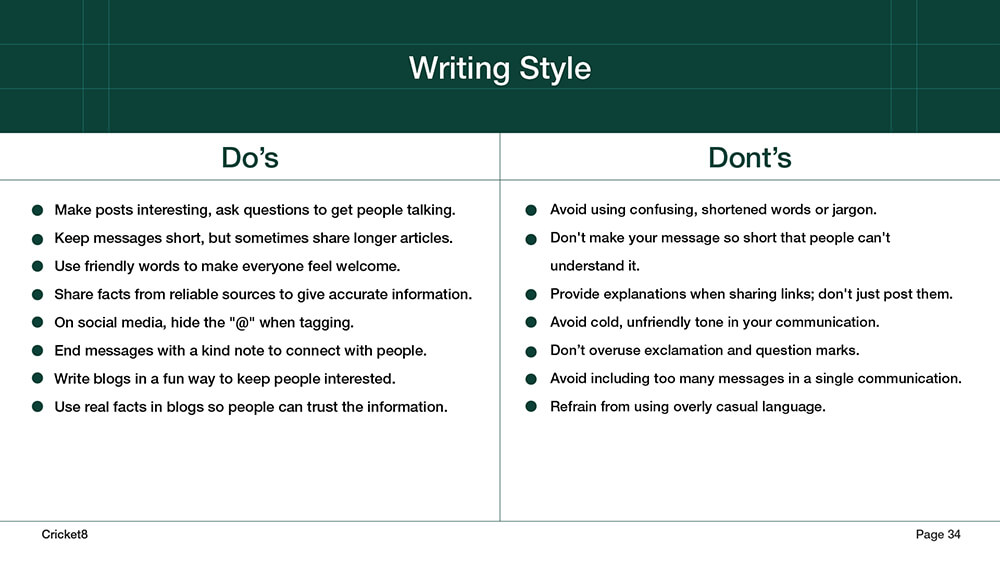 Writing Style
Do’s
Make posts interesting, ask questions to get people talking.
Keep messages short, but sometimes share longer articles.
Use friendly words to make everyone feel welcome.
Share facts from reliable sources to give accurate information.
On social media, hide the "@" when tagging.
End messages with a kind note to connect with people.
Write blogs in a fun way to keep people interested.
Use real facts in blogs so people can trust the information.
Dont’s
Avoid using confusing, shortened words or jargon.
Don't make your message so short that people can't
understand it.
Provide explanations when sharing links; don't just post them.
Avoid cold, unfriendly tone in your communication.
Don’t overuse exclamation and question marks.
Avoid including too many messages in a single communication.
Refrain from using overly casual language.
Cricket8
Page 34